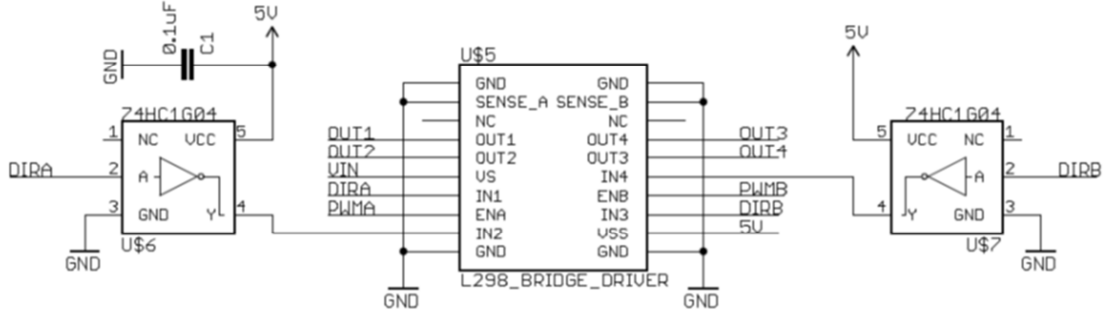 0.1uF
C1
GND
5V
74HC1G04
1 NC VCC 5
DIRA 2 A
3 GND Y 4
U$6
GND
U$5
GND GND
SENSE_A SENSE_B
NC NC
OUT1 OUT1 OUT4 OUT3
OUT2 OUT2 OUT3 OUT4
VIN VS IN4
DIRA IN1 ENB PWMB
PWMA ENA IN3 DIRB
IN2 VSS 5V
GND GND
L298_BRIDGE_DRIVER
GND GND
5V
74HC1G04
5 VCC NC 1
A 2 DIRB
4 Y GND 3
U$7
GND